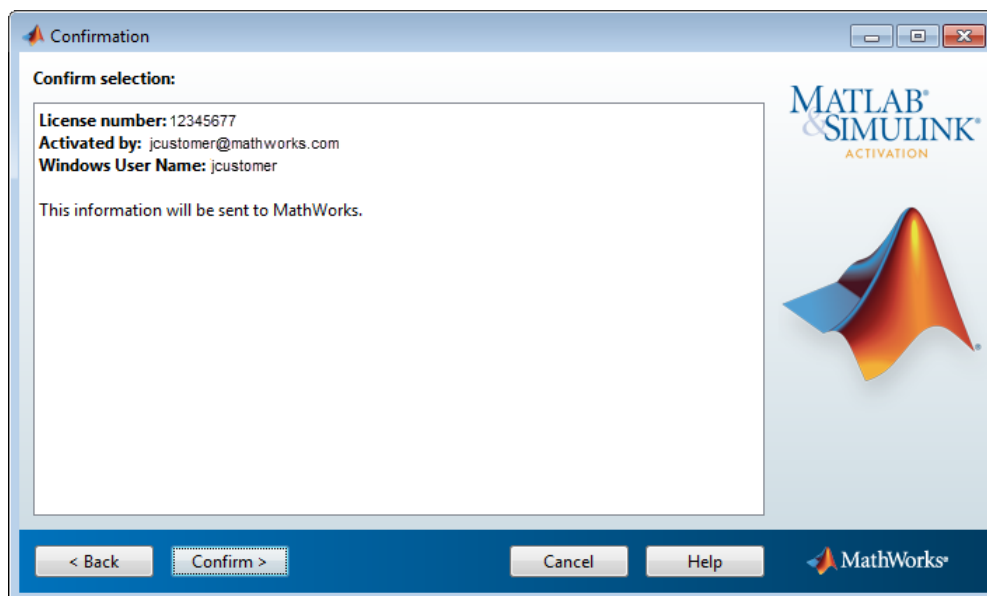 Confirmation
Confirm selection:
License number: 12345677
Activated by: jcustomer@mathworks.com
Windows User Name: jcustomer
This information will be sent to MathWorks.
MATLAB®
&SIMULINK®
ACTIVATION
®
< Back
Confirm >
Cancel
Help
MathWorks®